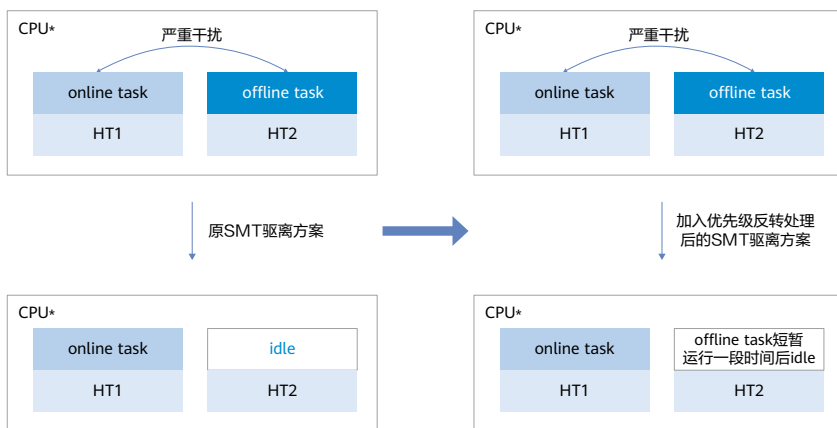 CPU*
严重干扰
online task
offline task
HT1
HT2
CPU*
严重干扰
online task
offline task
HT1
HT2
原SMT驱离方案
加入优先级反转处理
后的SMT驱离方案
CPU*
online task
idle
HT1
HT2
CPU*
online task
offline task短暂
运行一段时间后idle
HT1
HT2